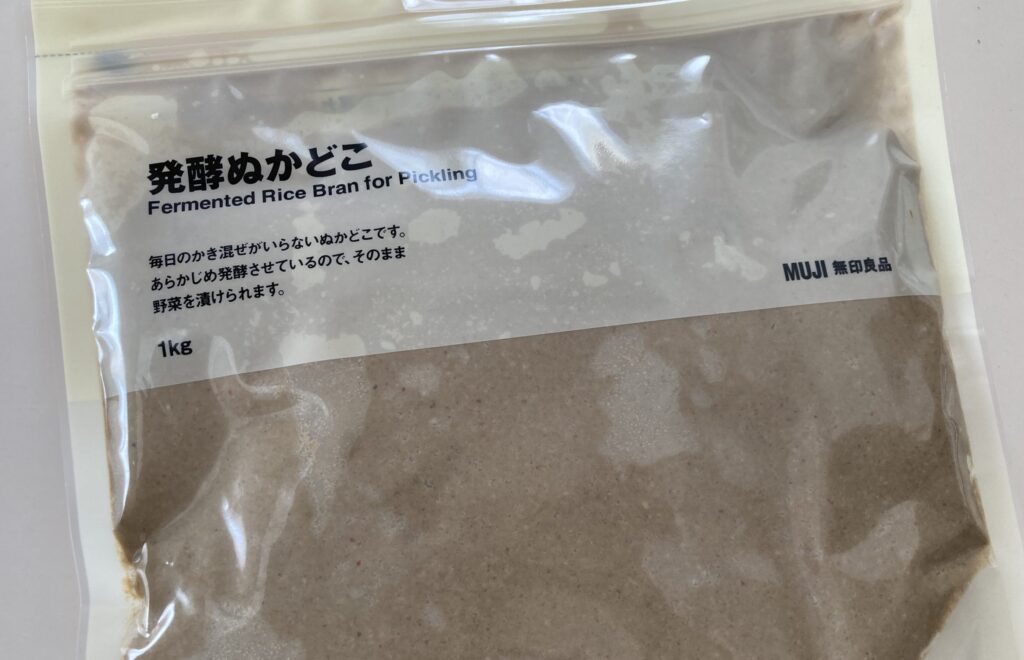 発酵ぬかどこ
Fermented Rice Bran for Pickling
毎日のかき混ぜがいらないぬかどこです。
あらかじめ発酵させているので、そのまま
野菜を漬けられます。
1kg
MUJI 無印良品